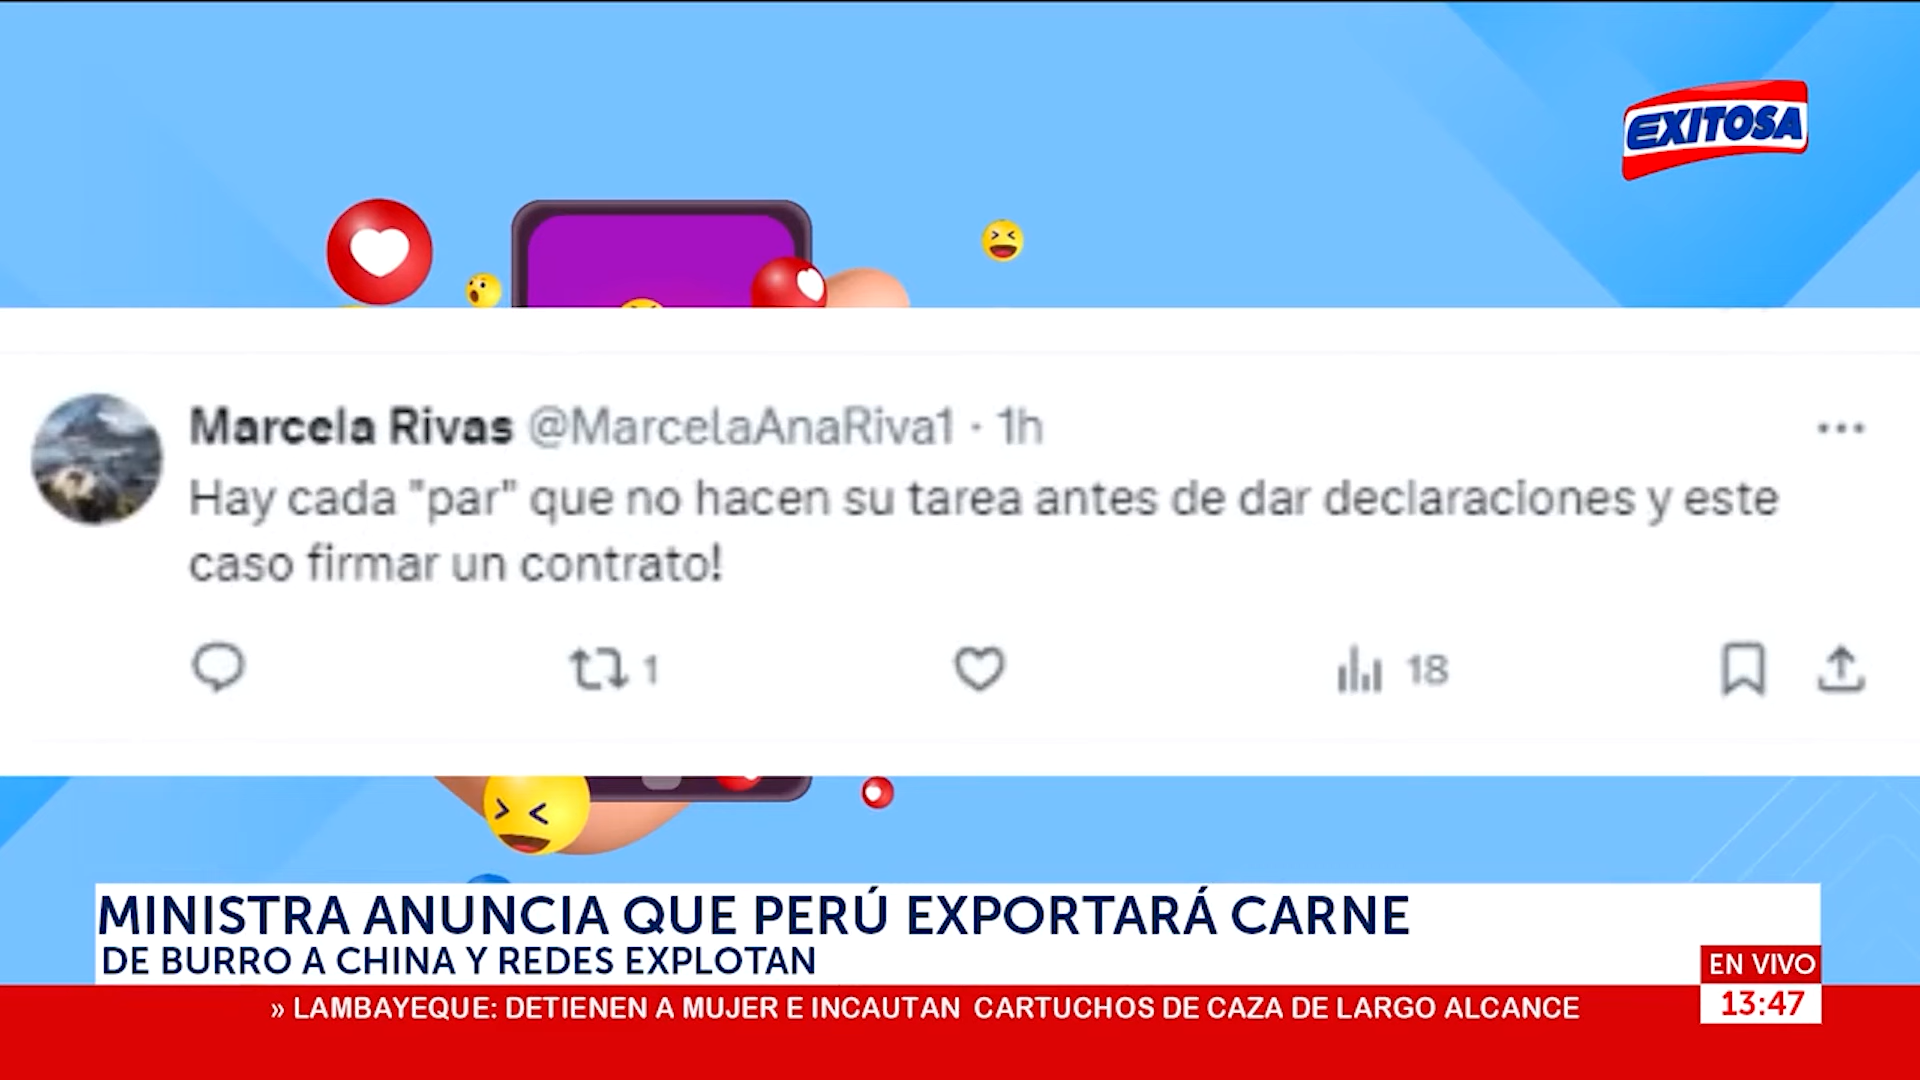 EXITOSA
Marcela Rivas @MarcelaAnaRiva1 · 1h
Hay cada "par" que no hacen su tarea antes de dar declaraciones y este
caso firmar un contrato!
1 18
MINISTRA ANUNCIA QUE PERÚ EXPORTARÁ CARNE
DE BURRO A CHINA Y REDES EXPLOTAN
EN VIVO
» LAMBAYEQUE: DETIENEN A MUJER E INCAUTAN CARTUCHOS DE CAZA DE LARGO ALCANCE
13:47